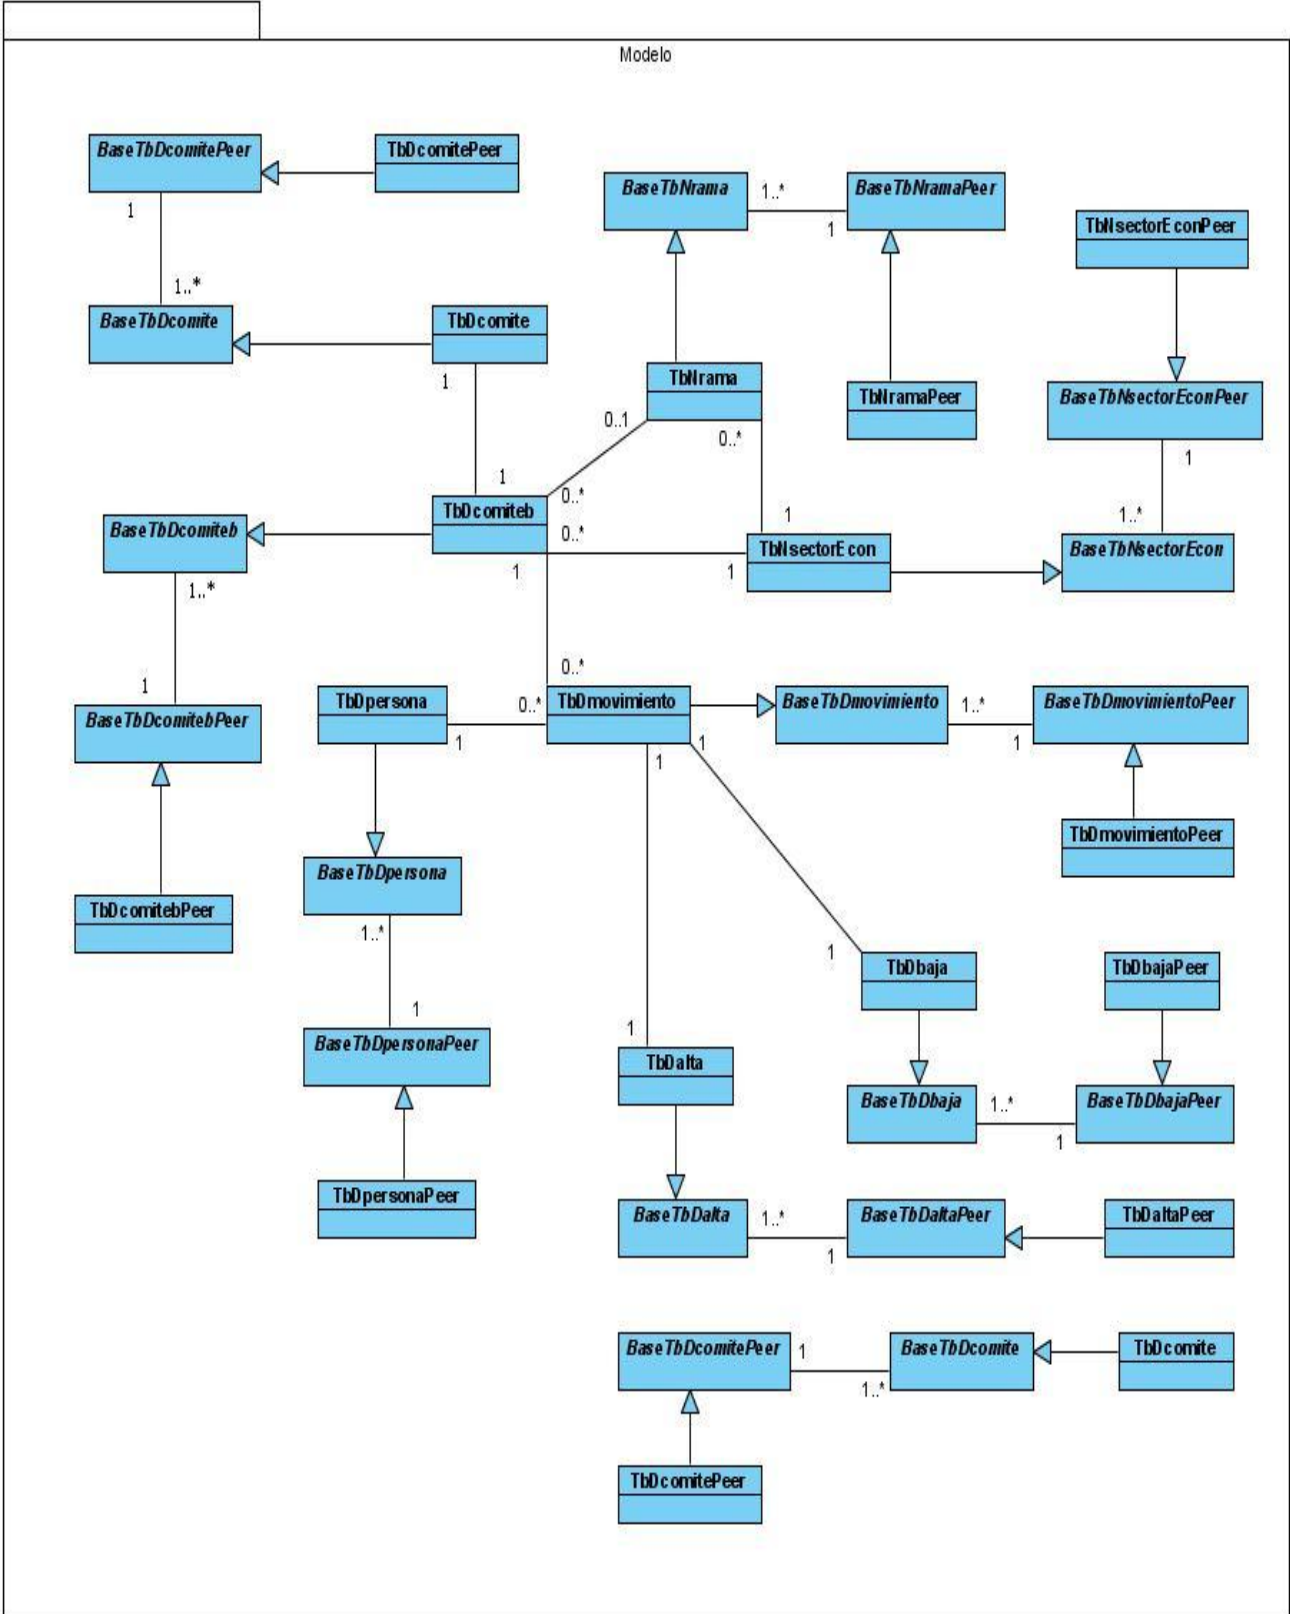 Modelo
BaseTbDcomitePeer
TbDcomitePeer
BaseTbNrama
1..*
BaseTbNramaPeer
1
1
TbNsectorEconPeer
1..*
BaseTbDcomite
TbDcomite
1
TbNrama
TbNramaPeer
BaseTbNsectorEconPeer
0..1
0..*
1
1
0..*
TbDcomiteb
0..*
1
1..*
BaseTbDcomiteb
TbNsectorEcon
BaseTbNsectorEcon
1
1
1..*
0..*
1
TbDpersona
0..*
TbDmovimiento
BaseTbDmovimiento
1..*
BaseTbDmovimientoPeer
BaseTbDcomitebPeer
1
1
1
1
TbDmovimientoPeer
BaseTbDpersona
TbDcomitebPeer
1..*
1
TbDbaja
TbDbajaPeer
1
1
BaseTbDpersonaPeer
TbDalta
BaseTbDbaja
1..*
BaseTbDbajaPeer
1
TbDpersonaPeer
BaseTbDalta
1..*
BaseTbDaltaPeer
TbDaltaPeer
1
BaseTbDcomitePeer
1
BaseTbDcomite
TbDcomite
1..*
TbDcomitePeer